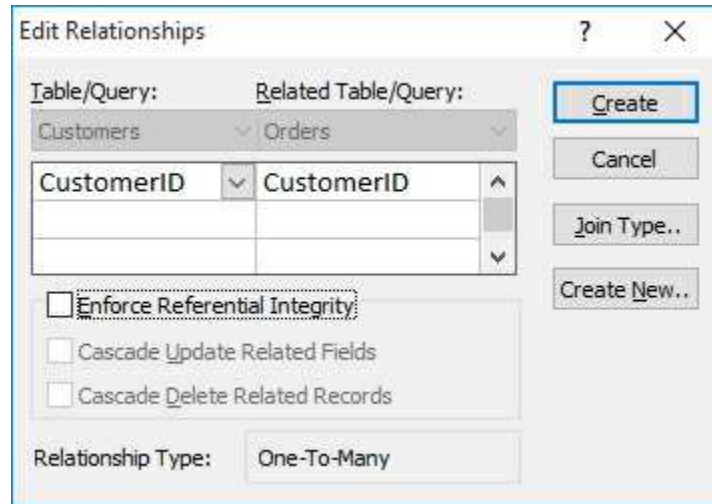 Edit Relationships ?
Table/Query: Related Table/Query:
Customers Orders
Create
CustomerID CustomerID
Cancel
Join Type..
Create New..
Enforce Referential Integrity
Cascade Update Related Fields
Cascade Delete Related Records
Relationship Type: One-To-Many